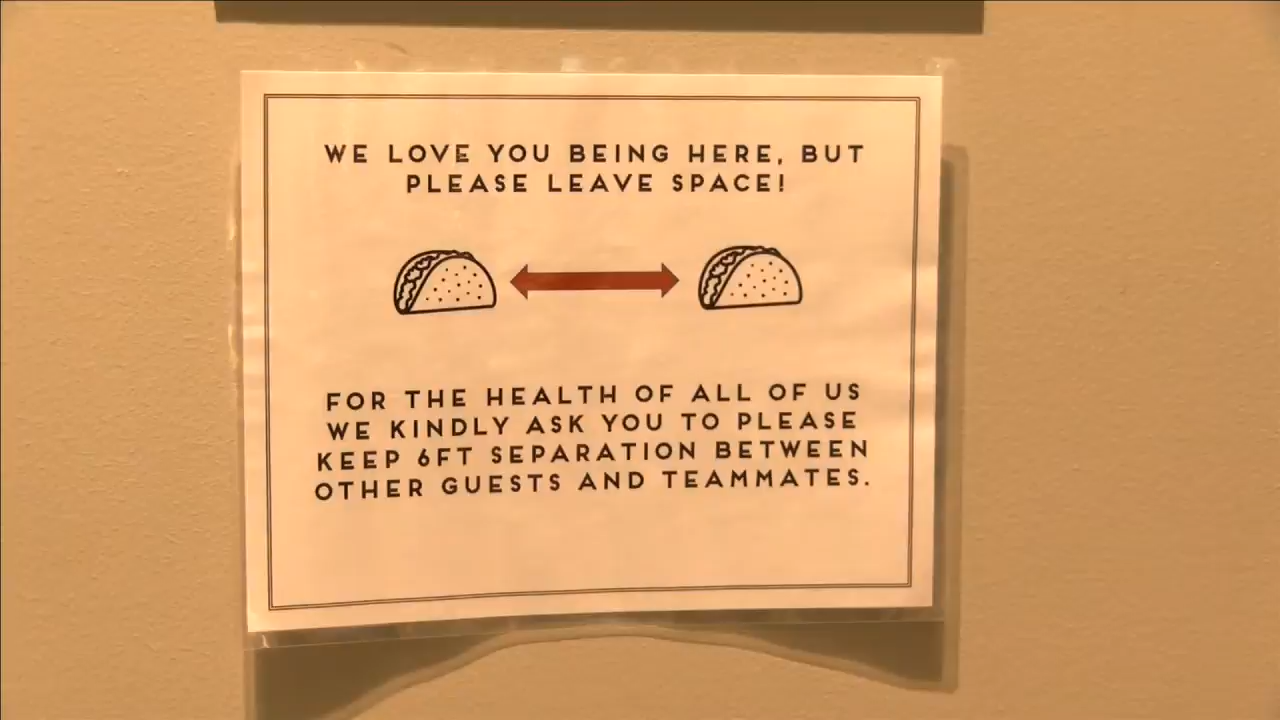 WE LOVE YOU BEING HERE, BUT
PLEASE LEAVE SPACE!
FOR THE HEALTH OF ALL OF US
WE KINDLY ASK YOU TO PLEASE
KEEP 6FT SEPARATION BETWEEN
OTHER GUESTS AND TEAMMATES.